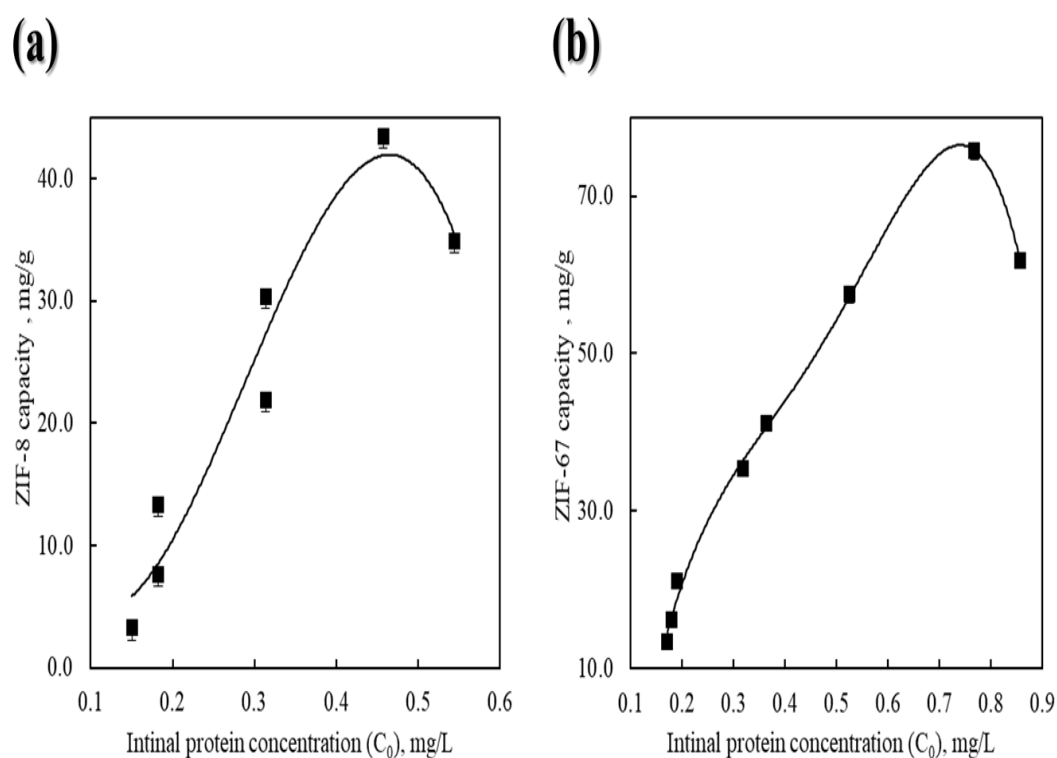 (a)
ZIF-8 capacity , mg/g
40.0
30.0
20.0
10.0
0.0
0.1 0.2 0.3 0.4 0.5 0.6
Intinal protein concentration (C₀), mg/L
(b)
ZIF-67 capacity , mg/g
70.0
50.0
30.0
10.0
0.1 0.2 0.3 0.4 0.5 0.6 0.7 0.8 0.9
Intinal protein concentration (C₀), mg/L